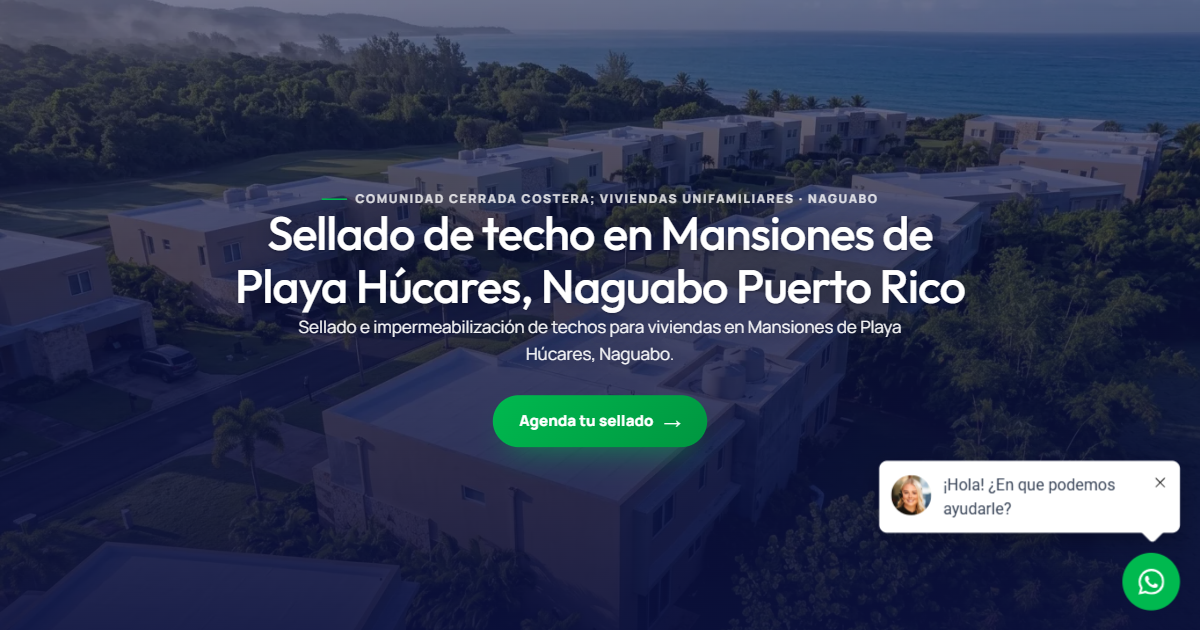 COMUNIDAD CERRADA COSTERA; VIVIENDAS UNIFAMILIARES · NAGUABO
Sellado de techo en Mansiones de
Playa Húcares, Naguabo Puerto Rico
Sellado e impermeabilización de techos para viviendas en Mansiones de Playa
Húcares, Naguabo.
Agenda tu sellado →
¡Hola! ¿En que podemos
ayudarle?